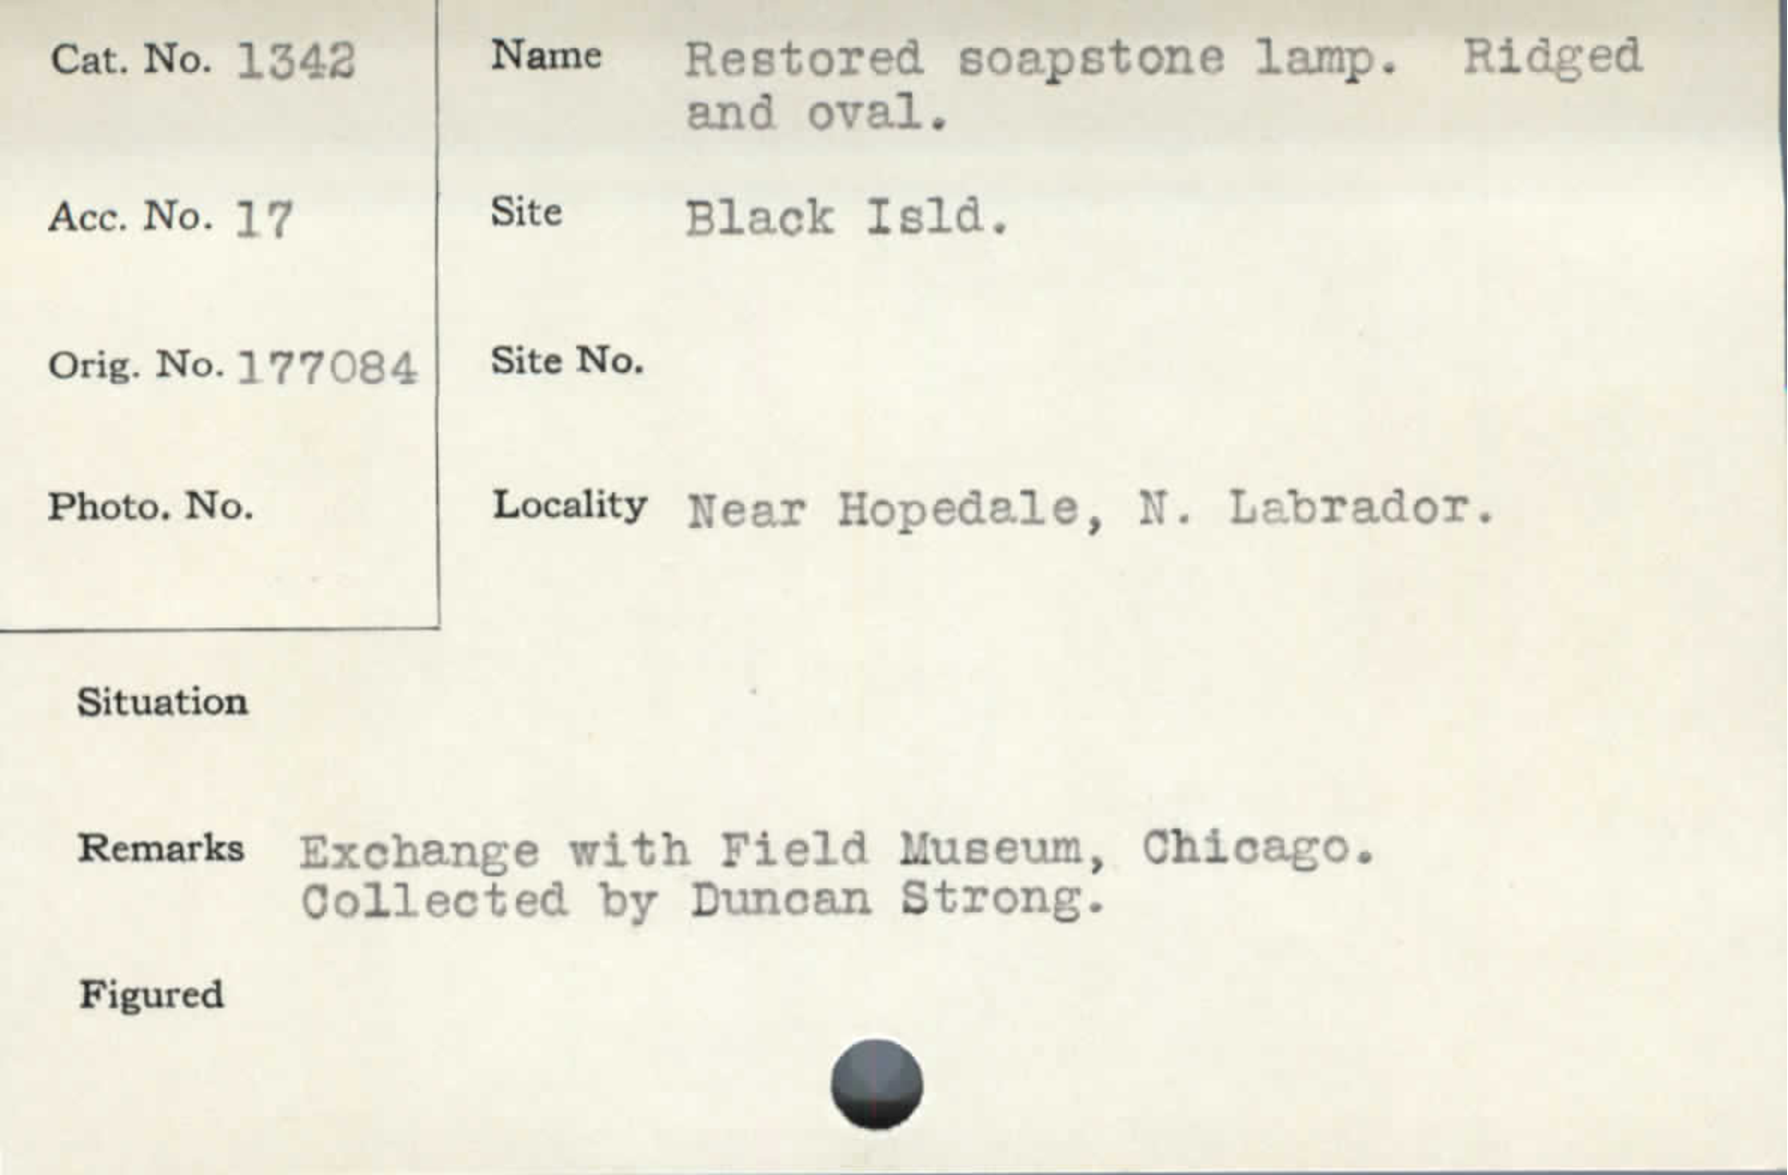 Cat. No. 1342
Name Restored soapstone lamp. Ridged
and oval.
Acc. No. 17
Site Black Isld.
Orig. No. 177084
Site No.
Photo. No.
Locality Near Hopedale, N. Labrador.
Situation
Remarks Exchange with Field Museum, Chicago.
Collected by Duncan Strong.
Figured